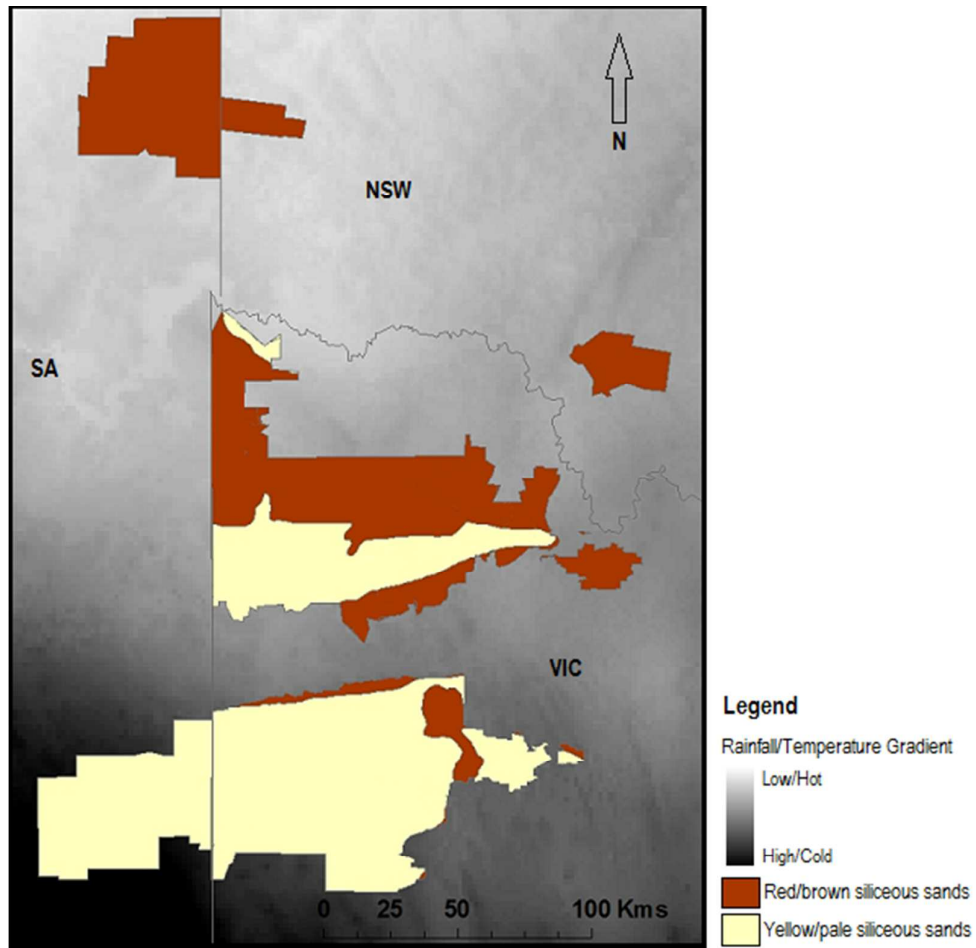 N
NSW
SA
VIC
0 25 50 100 Kms
Legend
Rainfall/Temperature Gradient
Low/Hot
High/Cold
Red/brown siliceous sands
Yellow/pale siliceous sands